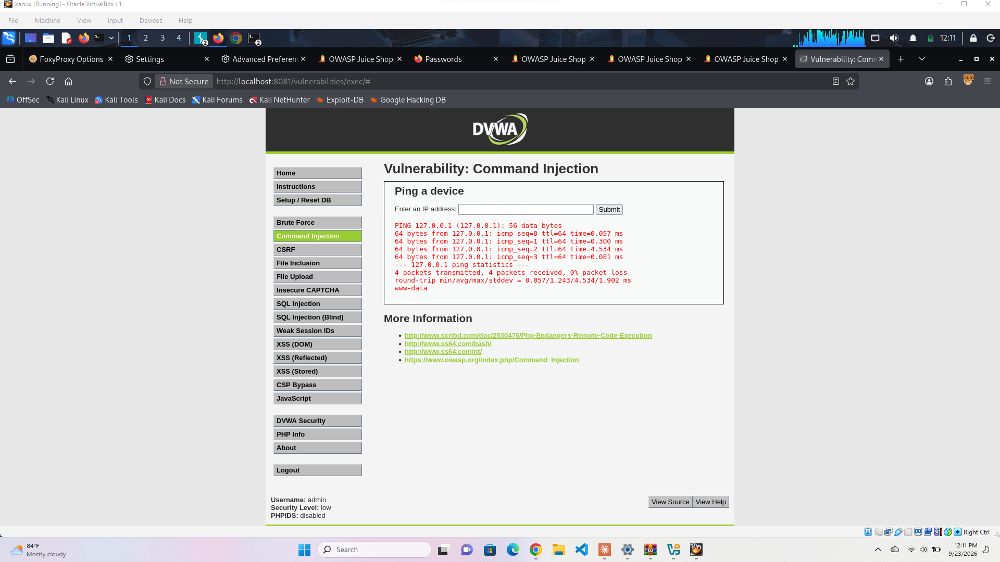 kanux [Running] - Oracle VirtualBox : 1
File Machine View Input Devices Help
1 2 3 4 2 2 12:11
FoxyProxy Options Settings Advanced Preferenc OWASP Juice Shop Passwords OWASP Juice Shop OWASP Juice Shop OWASP Juice Shop Vulnerability: Comm
Not Secure http://localhost:8081/vulnerabilities/exec/# Juic
OffSec Kali Linux Kali Tools Kali Docs Kali Forums Kali NetHunter Exploit-DB Google Hacking DB
DVWA
Home
Instructions
Setup / Reset DB
Brute Force
Command Injection
CSRF
File Inclusion
File Upload
Insecure CAPTCHA
SQL Injection
SQL Injection (Blind)
Weak Session IDs
XSS (DOM)
XSS (Reflected)
XSS (Stored)
CSP Bypass
JavaScript
DVWA Security
PHP Info
About
Logout
Vulnerability: Command Injection
Ping a device
Enter an IP address: Submit
PING 127.0.0.1 (127.0.0.1): 56 data bytes
64 bytes from 127.0.0.1: icmp_seq=0 ttl=64 time=0.057 ms
64 bytes from 127.0.0.1: icmp_seq=1 ttl=64 time=0.300 ms
64 bytes from 127.0.0.1: icmp_seq=2 ttl=64 time=4.534 ms
64 bytes from 127.0.0.1: icmp_seq=3 ttl=64 time=0.081 ms
--- 127.0.0.1 ping statistics ---
4 packets transmitted, 4 packets received, 0% packet loss
round-trip min/avg/max/stddev = 0.057/1.243/4.534/1.902 ms
www-data
More Information
http://www.scribd.com/doc/2530476/Php-Endangers-Remote-Code-Execution
http://www.ss64.com/bash/
http://www.ss64.com/nt/
https://www.owasp.org/index.php/Command_Injection
Username: admin
Security Level: low
PHPIDS: disabled
View Source View Help
Right Ctrl
84°F
Mostly cloudy
Search
12:11 PM
9/23/2026